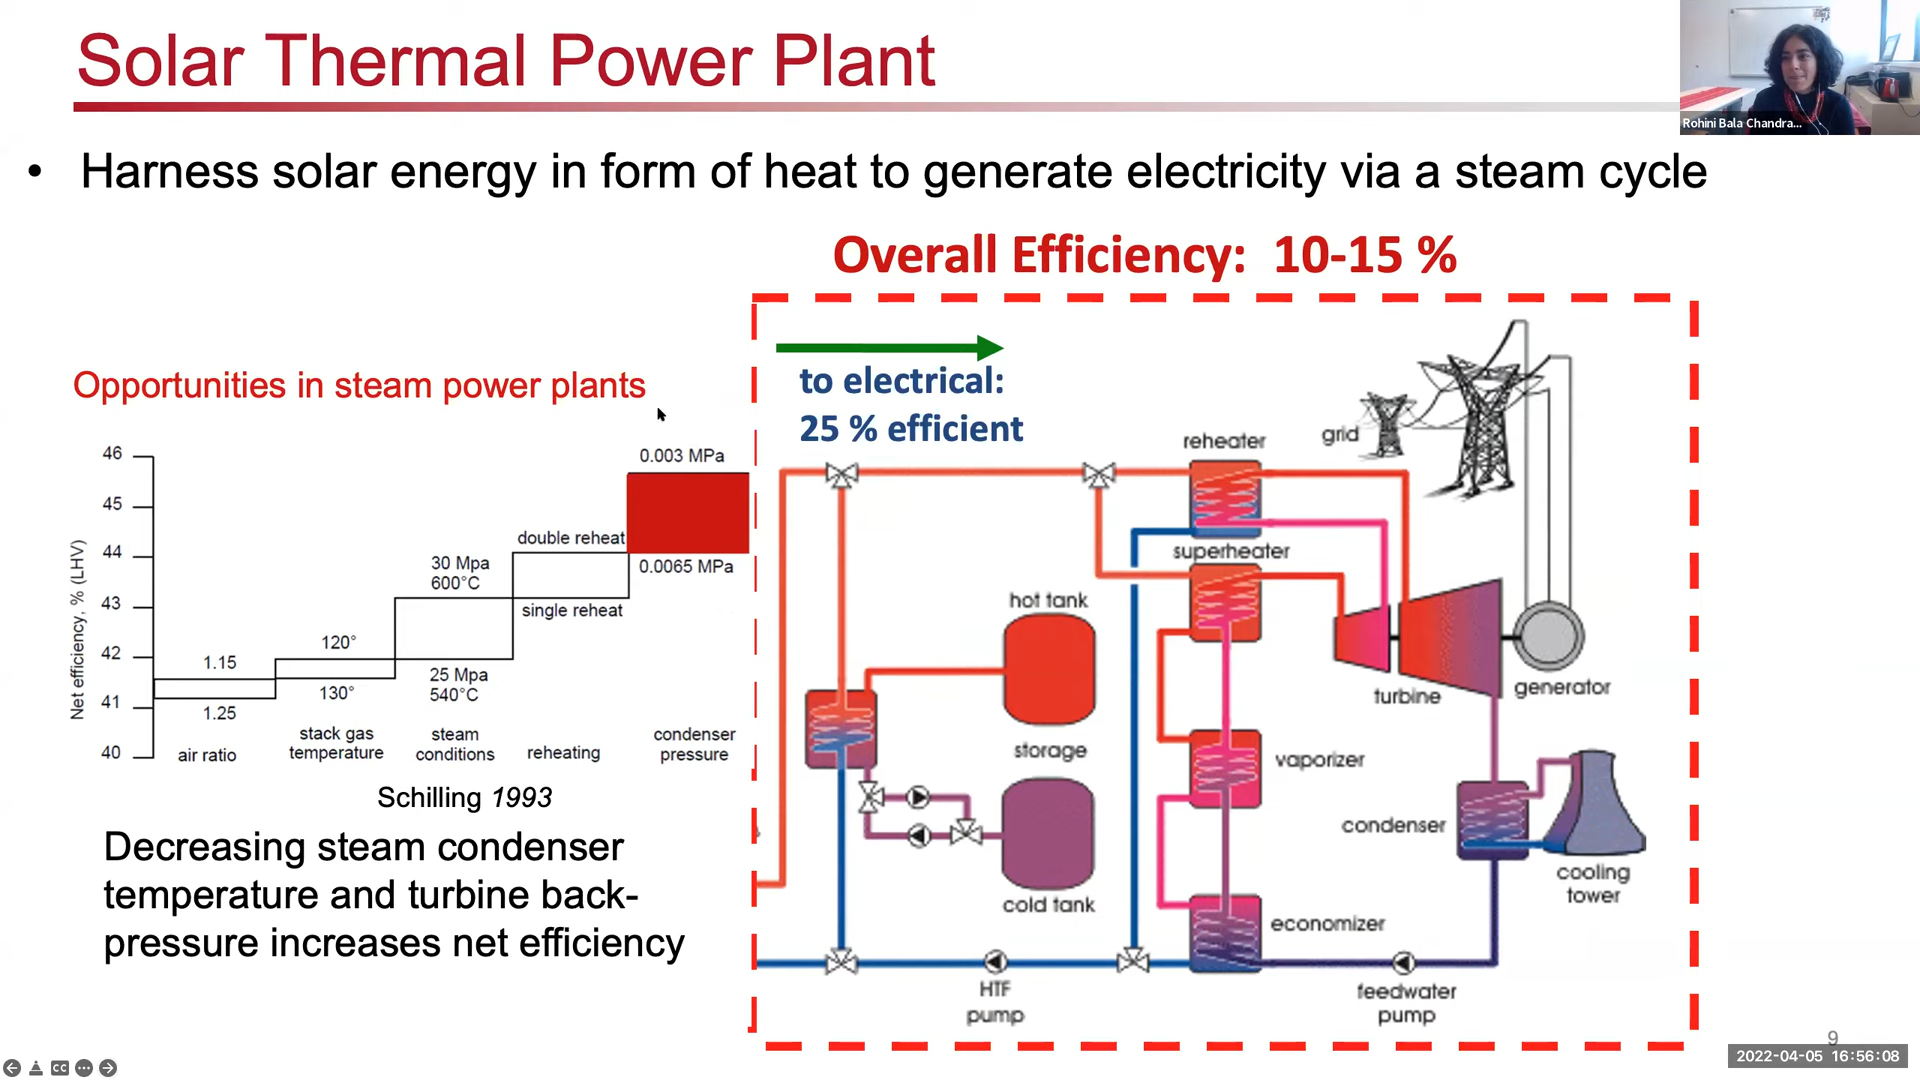 Solar Thermal Power Plant
Rohini Bala Chandra...
• Harness solar energy in form of heat to generate electricity via a steam cycle
Overall Efficiency: 10-15 %
to electrical:
25 % efficient
Opportunities in steam power plants
Net efficiency, % (LHV)
46
45
44
43
42
41
40
1.15
1.25
air ratio
120°
130°
stack gas
temperature
30 Mpa
600°C
25 Mpa
540°C
steam
conditions
double reheat
single reheat
reheating
0.003 MPa
0.0065 MPa
condenser
pressure
Schilling 1993
Decreasing steam condenser
temperature and turbine back-
pressure increases net efficiency
reheater
grid
superheater
hot tank
storage
cold tank
turbine
generator
vaporizer
condenser
cooling
tower
economizer
HTF
pump
feedwater
pump
9
2022-04-05 16:56:08
CC